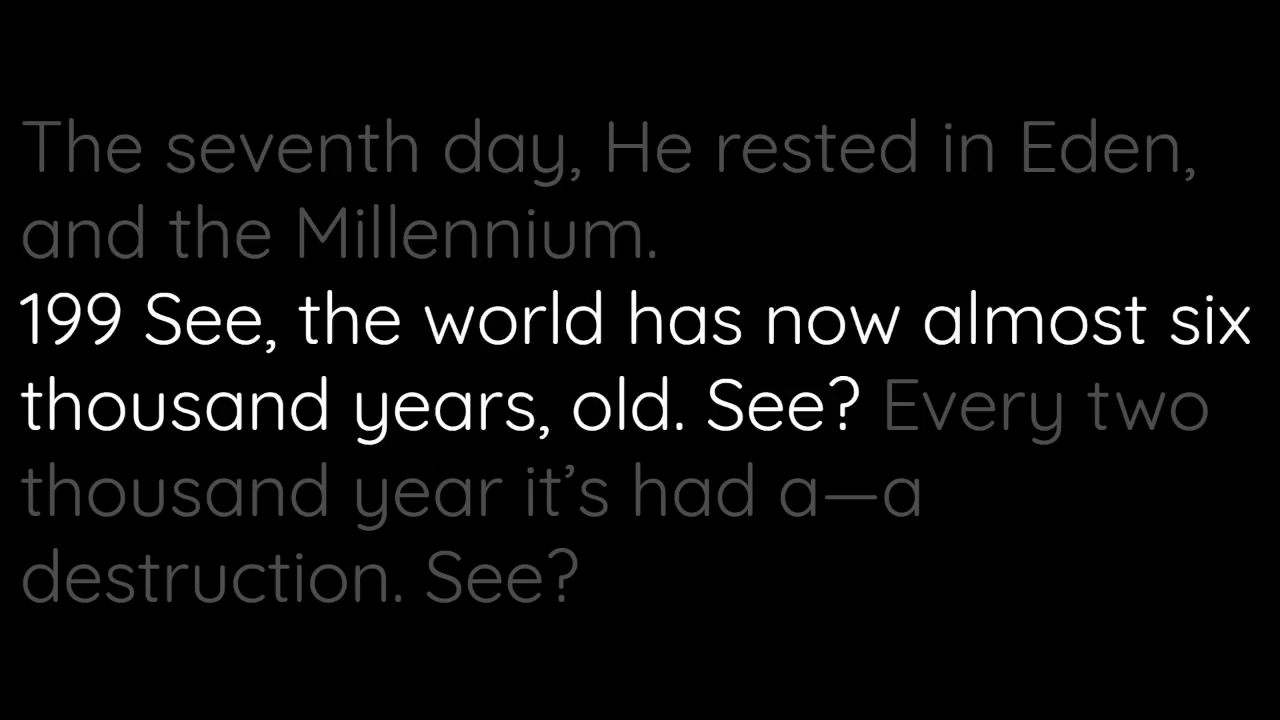 The seventh day, He rested in Eden,
and the Millennium.
199 See, the world has now almost six
thousand years, old. See? Every two
thousand year it’s had a—a
destruction. See?